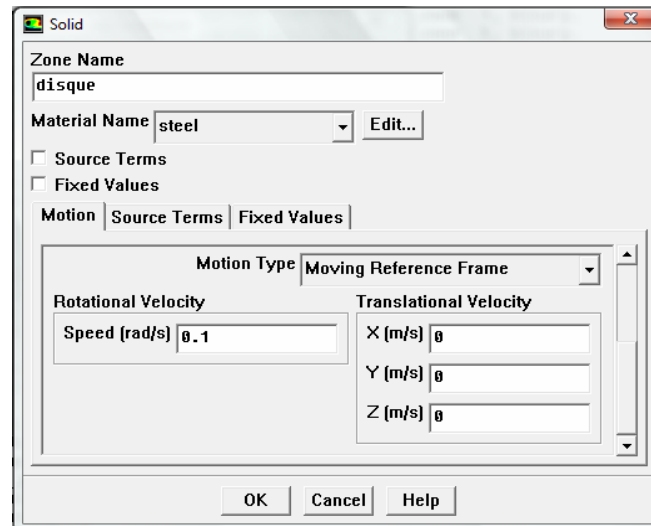 Solid
Zone Name
disque
Material Name steel Edit...
Source Terms
Fixed Values
Motion Source Terms Fixed Values
Motion Type Moving Reference Frame
Rotational Velocity Translational Velocity
Speed (rad/s) 0.1 X (m/s) 0
Y (m/s) 0
Z (m/s) 0
OK Cancel Help